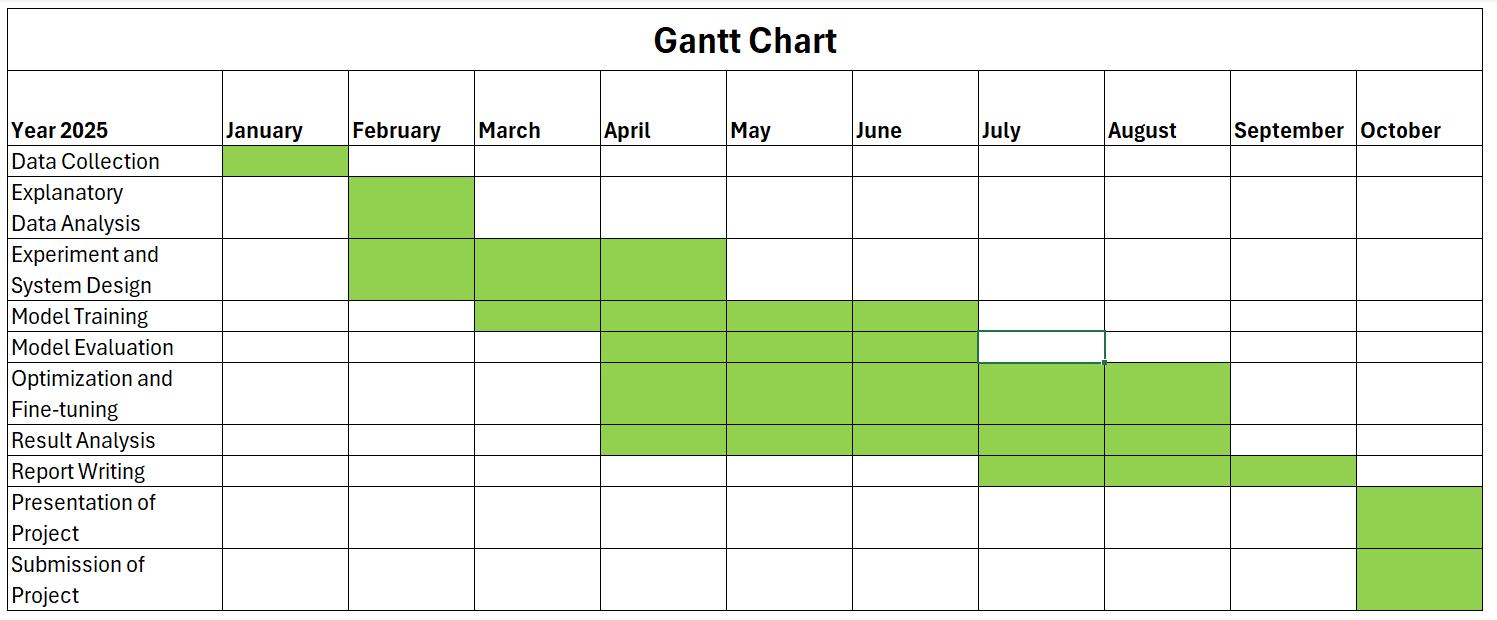 Gantt Chart
Year 2025 January February March April May June July August September October
Data Collection
Explanatory
Data Analysis
Experiment and
System Design
Model Training
Model Evaluation
Optimization and
Fine-tuning
Result Analysis
Report Writing
Presentation of
Project
Submission of
Project